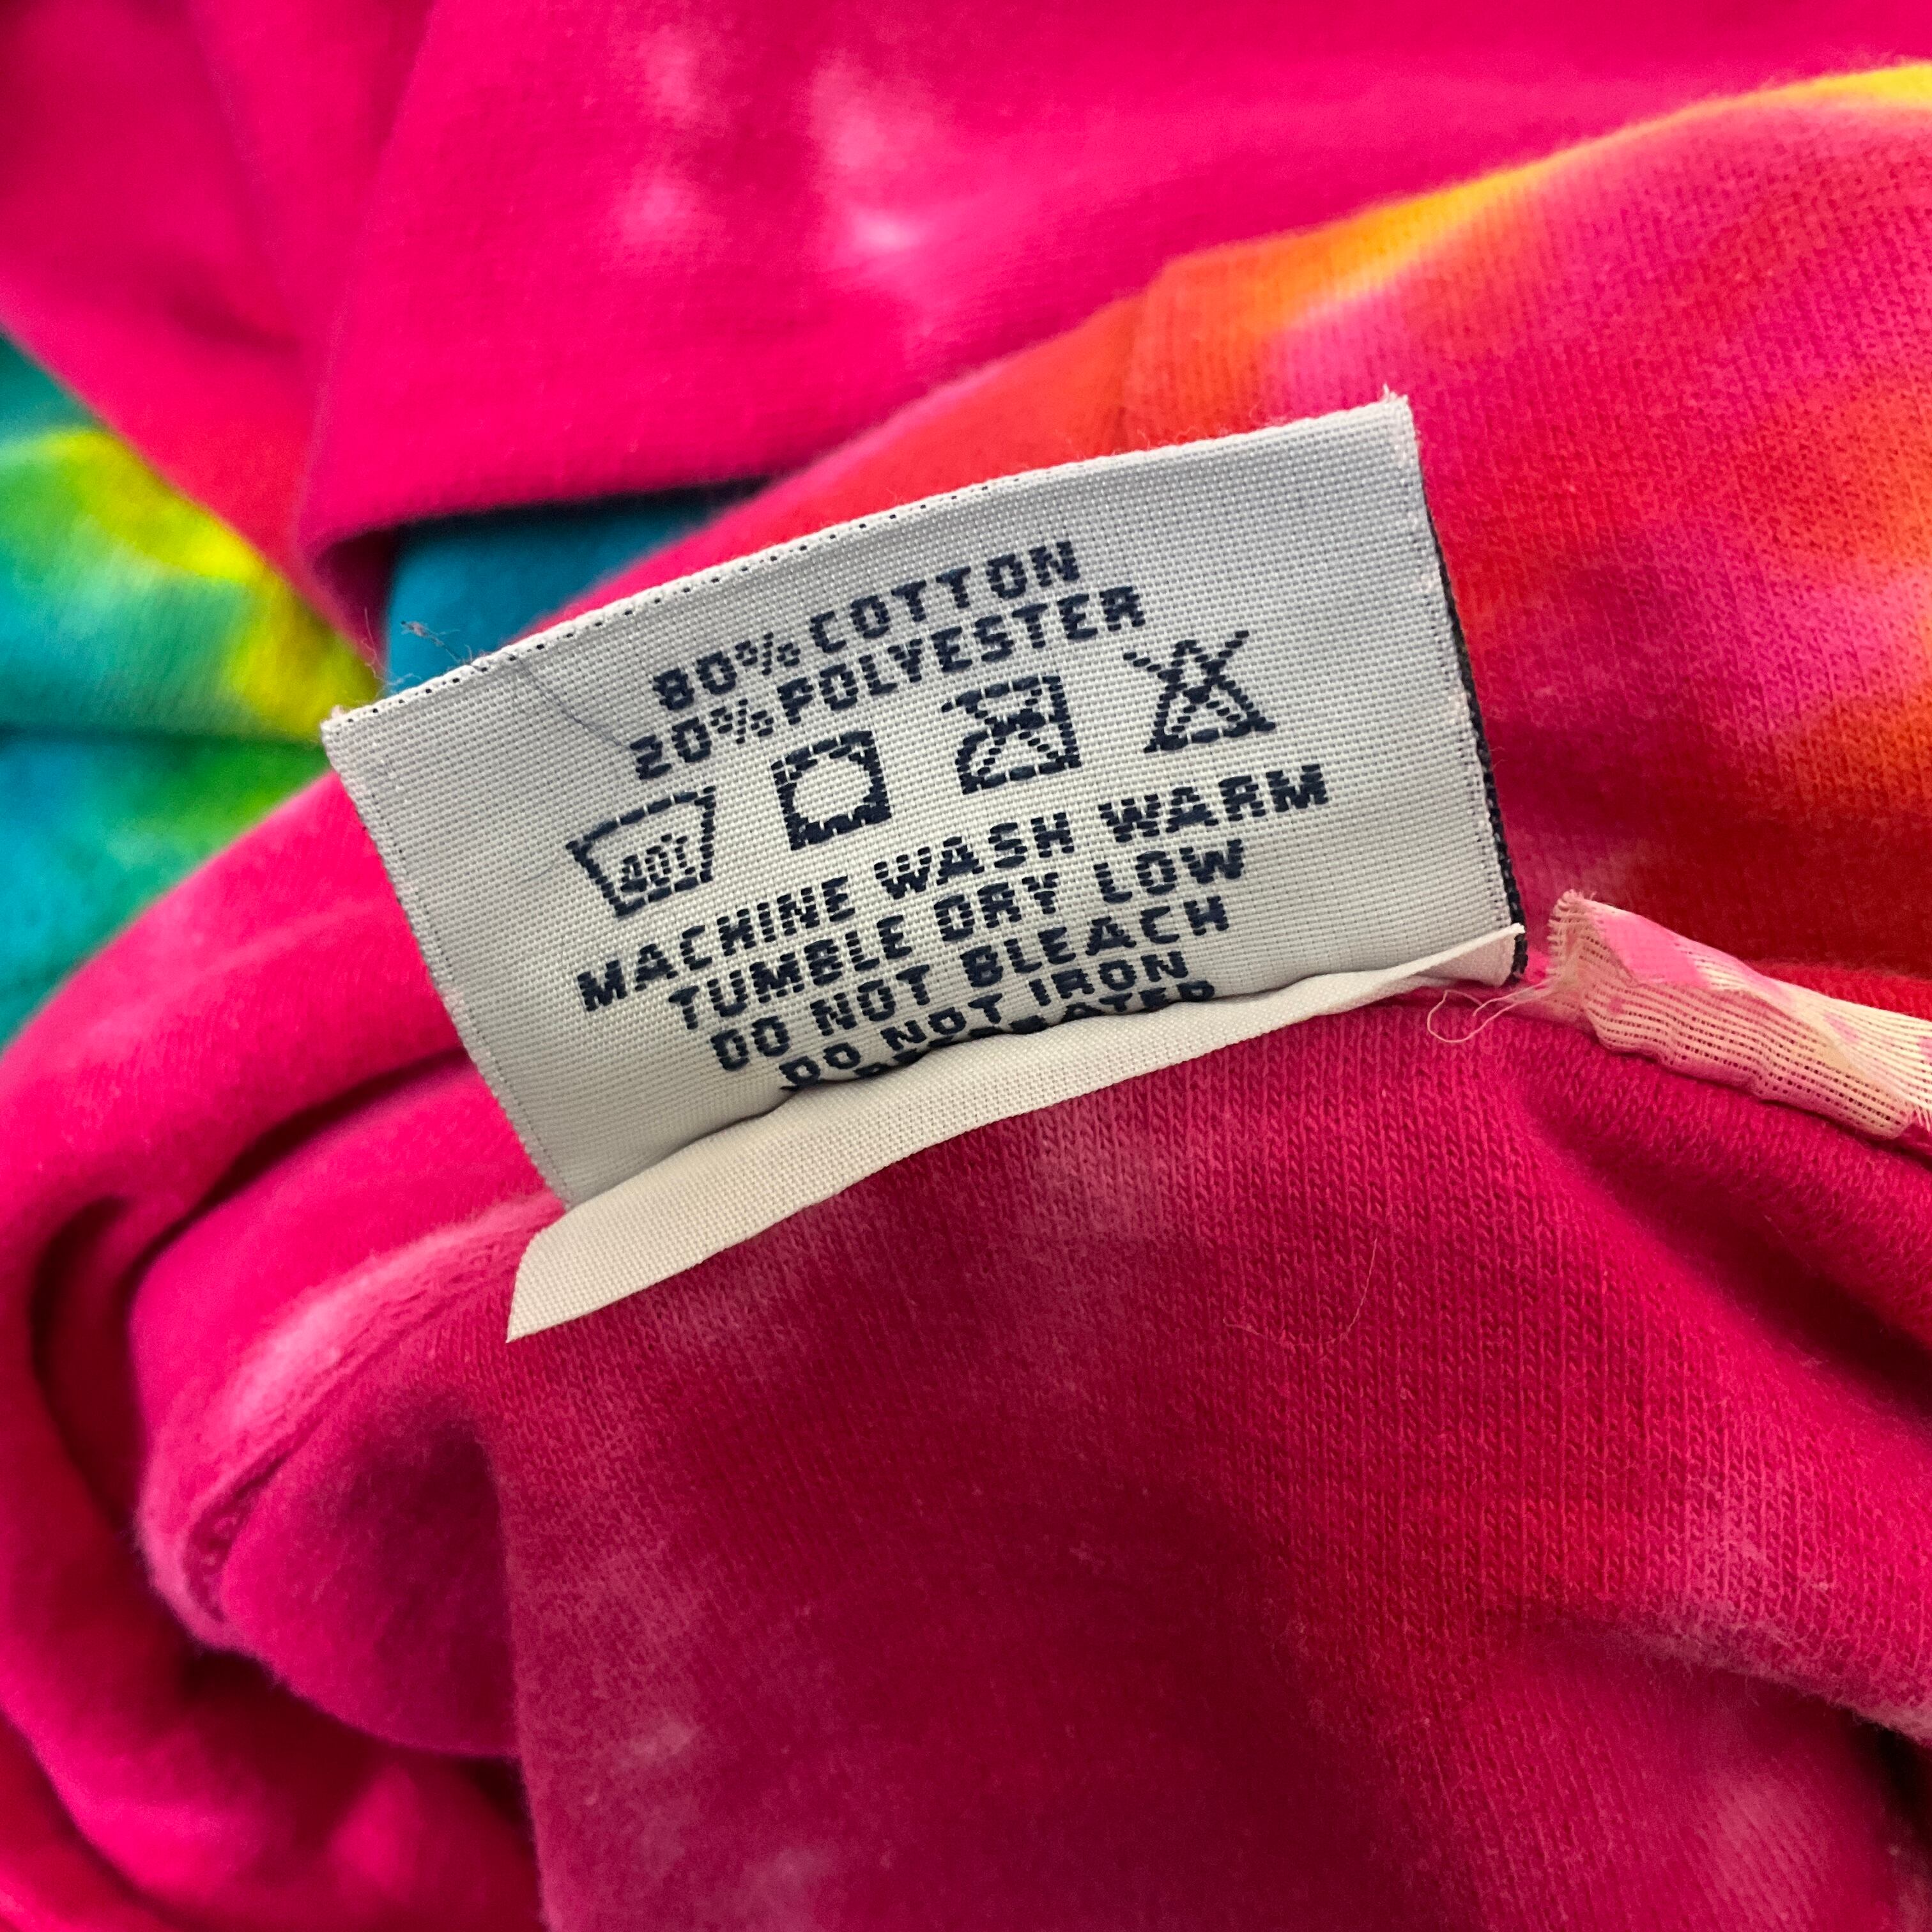 80% COTTON
20% POLYESTER
40℃
MACHINE WASH WARM
TUMBLE DRY LOW
DO NOT BLEACH
DO NOT IRON